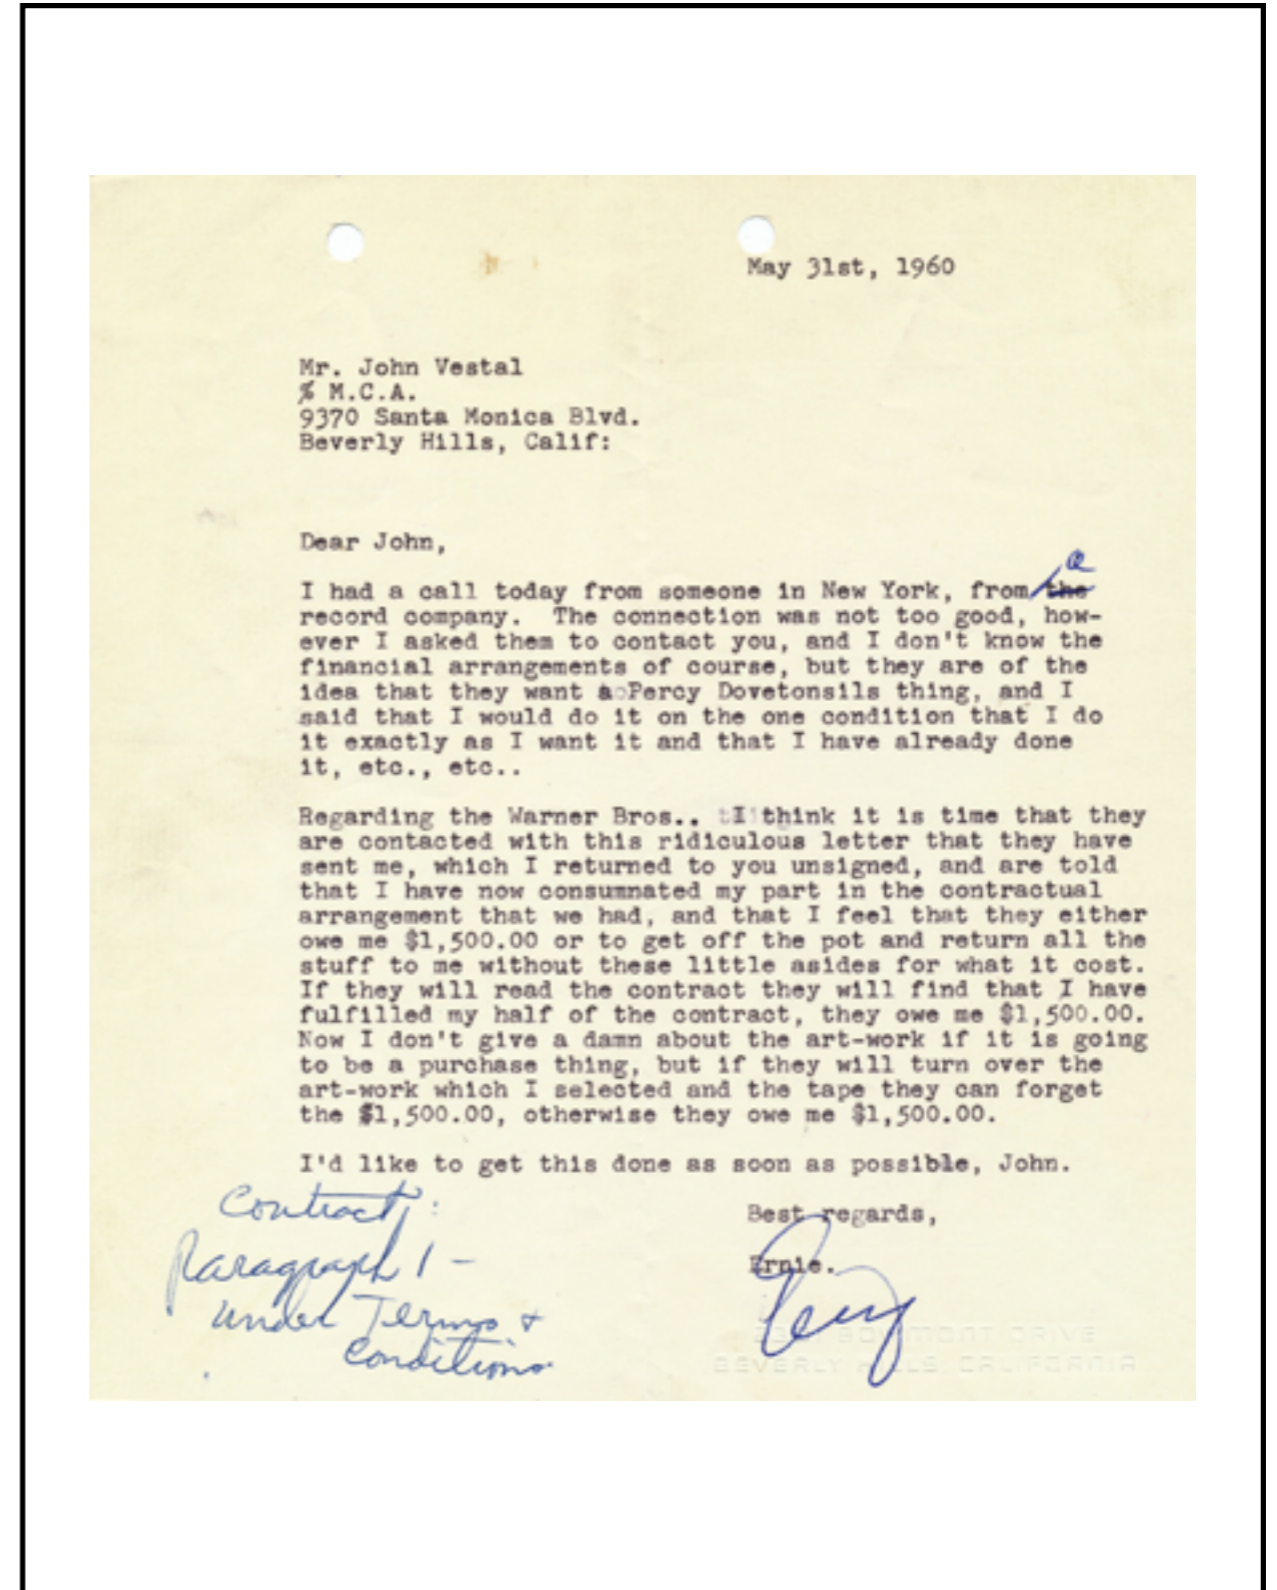 May 31st, 1960
Mr. John Vestal
% M.C.A.
9370 Santa Monica Blvd.
Beverly Hills, Calif:
Dear John,
a
I had a call today from someone in New York, from the
record company. The connection was not too good, how-
ever I asked them to contact you, and I don't know the
financial arrangements of course, but they are of the
idea that they want a Percy Dovetonsils thing, and I
said that I would do it on the one condition that I do
it exactly as I want it and that I have already done
it, etc., etc..
Regarding the Warner Bros.. I think it is time that they
are contacted with this ridiculous letter that they have
sent me, which I returned to you unsigned, and are told
that I have now consumnated my part in the contractual
arrangement that we had, and that I feel that they either
owe me $1,500.00 or to get off the pot and return all the
stuff to me without these little asides for what it cost.
If they will read the contract they will find that I have
fulfilled my half of the contract, they owe me $1,500.00.
Now I don't give a damn about the art-work if it is going
to be a purchase thing, but if they will turn over the
art-work which I selected and the tape they can forget
the $1,500.00, otherwise they owe me $1,500.00.
I'd like to get this done as soon as possible, John.
Best regards,
Ernie.
Contract:
Paragraph 1 -
under Terms +
Conditions
DRIVE
BEVERLY HILLS, CALIFORNIA